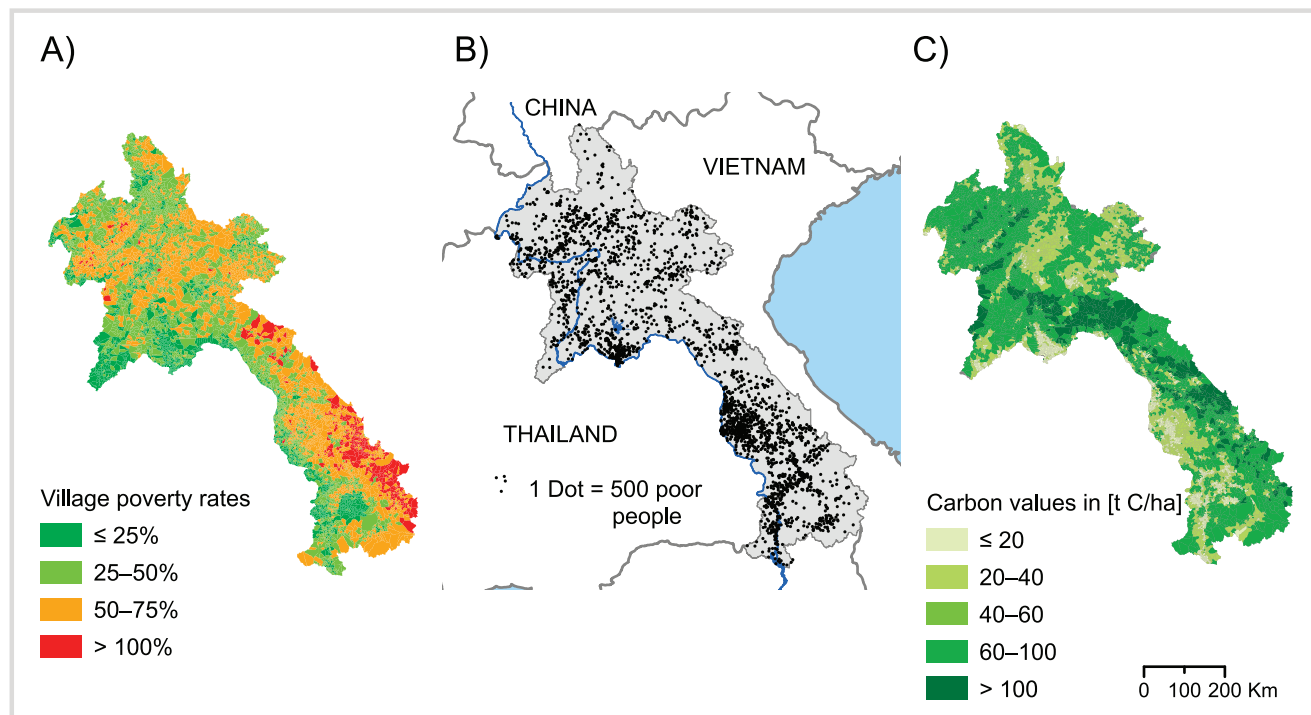 A)
B)
C)
CHINA
VIETNAM
THAILAND
1 Dot = 500 poor
people
Village poverty rates
≤ 25%
25–50%
50–75%
> 100%
Carbon values in [t C/ha]
≤ 20
20–40
40–60
60–100
> 100
0 100 200 Km